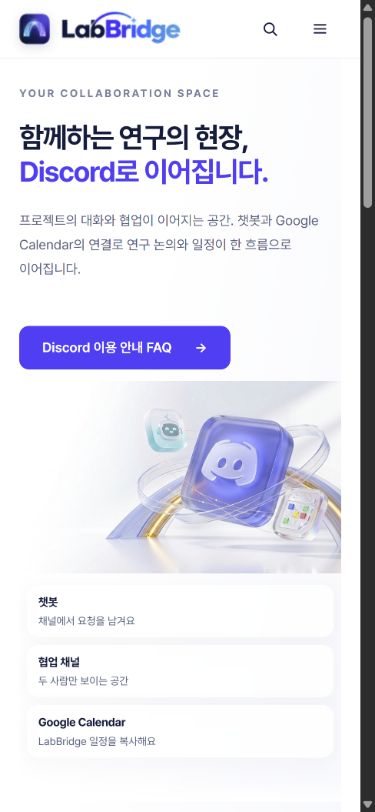 LabBridge
YOUR COLLABORATION SPACE
함께하는 연구의 현장,
Discord로 이어집니다.
프로젝트의 대화와 협업이 이어지는 공간. 챗봇과 Google
Calendar의 연결로 연구 논의와 일정이 한 흐름으로
이어집니다.
Discord 이용 안내 FAQ →
챗봇
채널에서 요청을 남겨요
협업 채널
두 사람만 보이는 공간
Google Calendar
LabBridge 일정을 복사해요